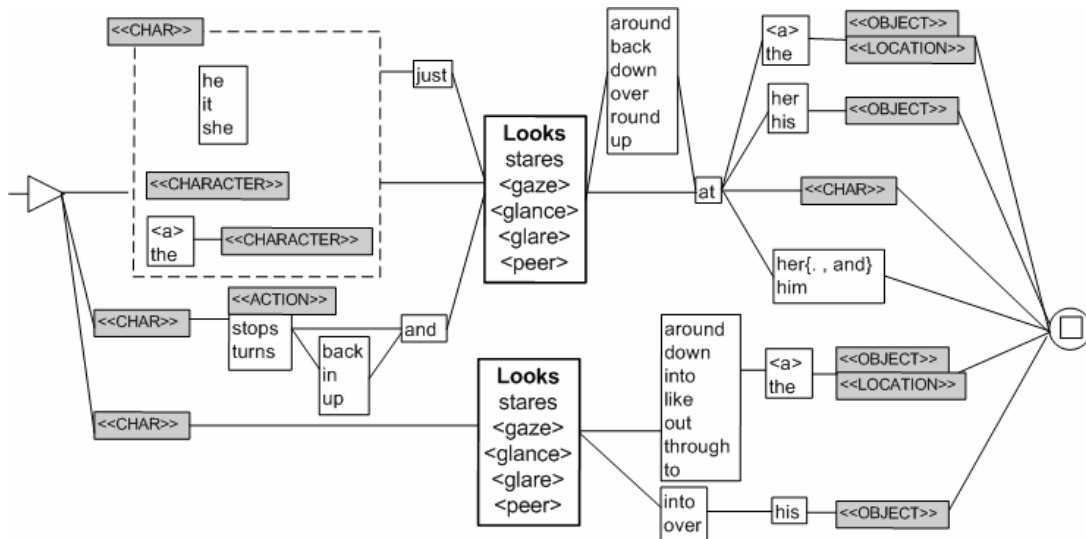 <<CHAR>>
he
it
she
<<CHARACTER>>
<a>
the
<<CHARACTER>>
just
<<CHAR>>
<<ACTION>>
stops
turns
back
in
up
and
Looks
stares
<gaze>
<glance>
<glare>
<peer>
around
back
down
over
round
up
at
<a>
the
<<OBJECT>>
<<LOCATION>>
her
his
<<OBJECT>>
<<CHAR>>
her{. , and}
him
<<CHAR>>
Looks
stares
<gaze>
<glance>
<glare>
<peer>
around
down
into
like
out
through
to
<a>
the
<<OBJECT>>
<<LOCATION>>
into
over
his
<<OBJECT>>